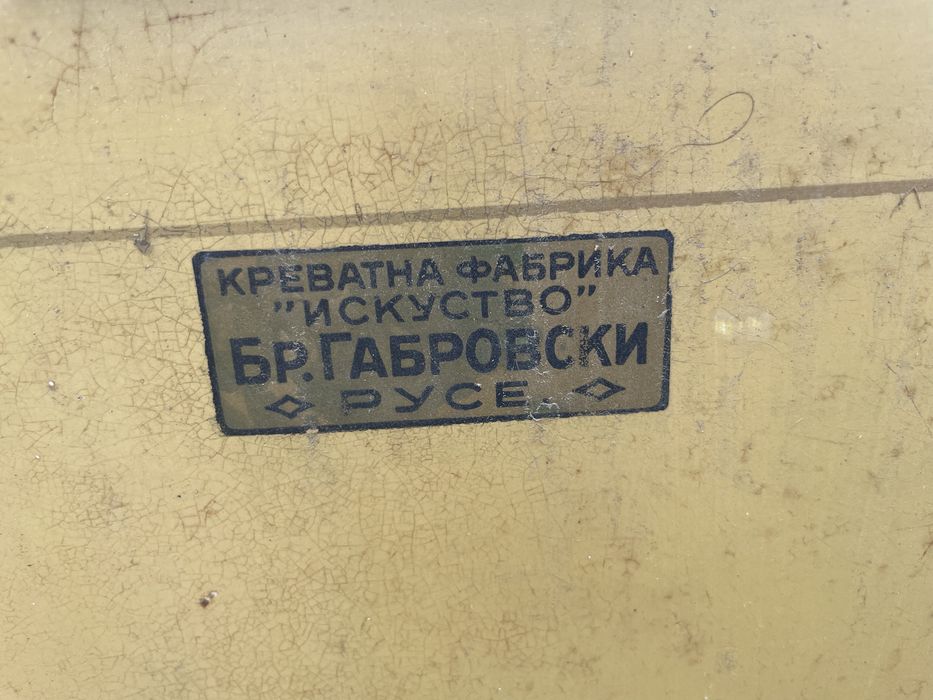 КРЕВАТНА ФАБРИКА
"ИСКУСТВО"
БР. ГАБРОВСКИ
РУСЕ